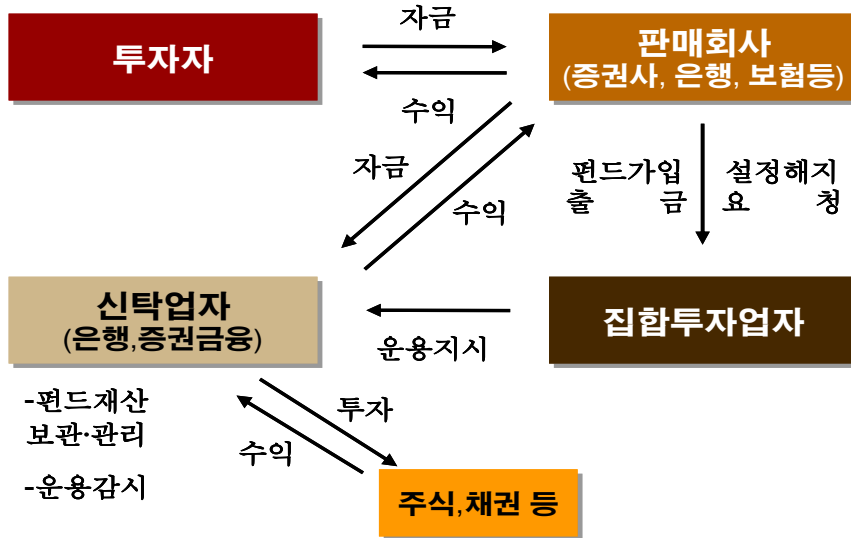 자금
투자자
판매회사
(증권사, 은행, 보험등)
수익
자금
수익
펀드가입
출 금
설정해지
요 청
신탁업자
(은행,증권금융)
집합투자업자
운용지시
-펀드재산
보관·관리
-운용감시
투자
수익
주식,채권 등